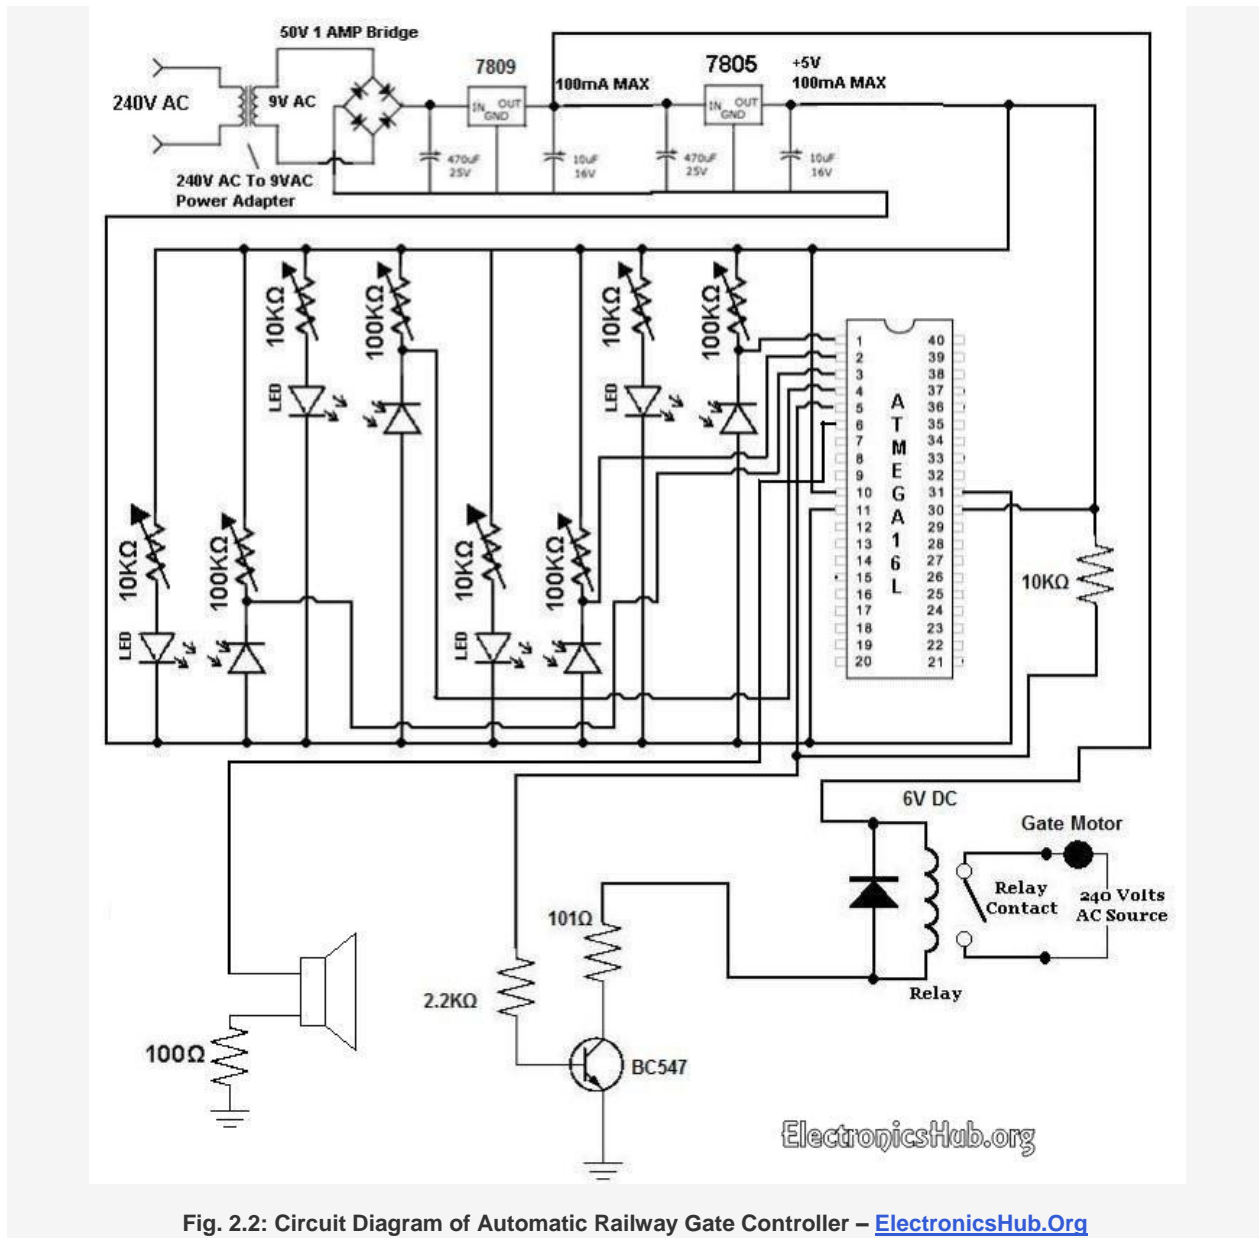 50V 1 AMP Bridge
7809
7805
+5V
100mA MAX
100mA MAX
240V AC
9V AC
IN
OUT
GND
IN
OUT
GND
470uF
25V
10uF
16V
470uF
25V
10uF
16V
240V AC To 9VAC
Power Adapter
10KΩ
100KΩ
10KΩ
100KΩ
LED
LED
10KΩ
100KΩ
10KΩ
100KΩ
LED
LED
ATMEGA16L
1 40
2 39
3 38
4 37
5 36
6 35
7 34
8 33
9 32
10 31
11 30
12 29
13 28
14 27
15 26
16 25
17 24
18 23
19 22
20 21
10KΩ
6V DC
Gate Motor
Relay
Contact
240 Volts
AC Source
Relay
101Ω
2.2KΩ
100Ω
BC547
ElectronicsHub.org
Fig. 2.2: Circuit Diagram of Automatic Railway Gate Controller – ElectronicsHub.Org